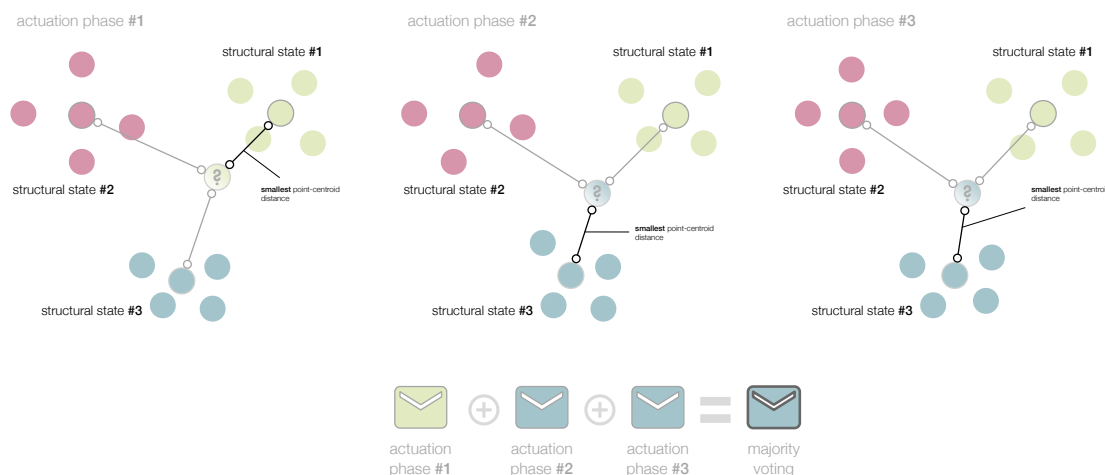 actuation phase #1
structural state #1
structural state #2
?
smallest point-centroid
distance
structural state #3
actuation phase #2
structural state #1
structural state #2
?
smallest point-centroid
distance
structural state #3
actuation phase #3
structural state #1
structural state #2
?
smallest point-centroid
distance
structural state #3
actuation
phase #1
actuation
phase #2
actuation
phase #3
majority
voting